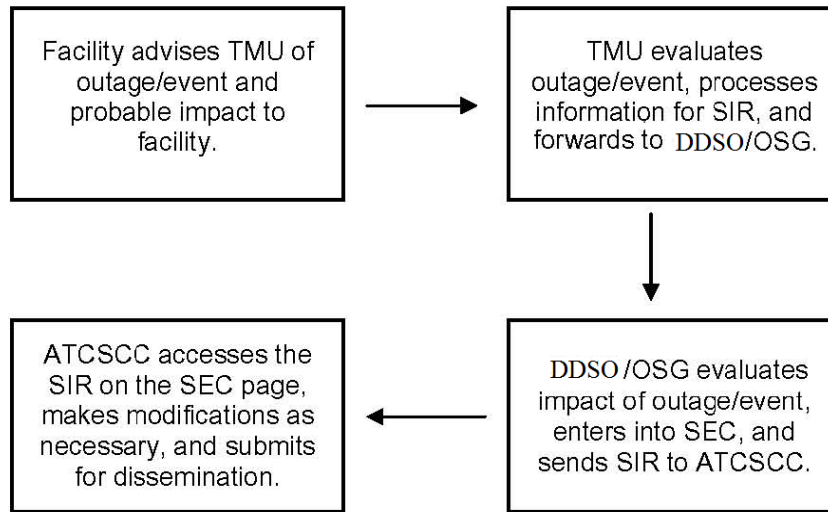 Facility advises TMU of
outage/event and
probable impact to
facility.
TMU evaluates
outage/event, processes
information for SIR, and
forwards to DDSO/OSG.
DDSO/OSG evaluates
impact of outage/event,
enters into SEC, and
sends SIR to ATCSCC.
ATCSCC accesses the
SIR on the SEC page,
makes modifications as
necessary, and submits
for dissemination.